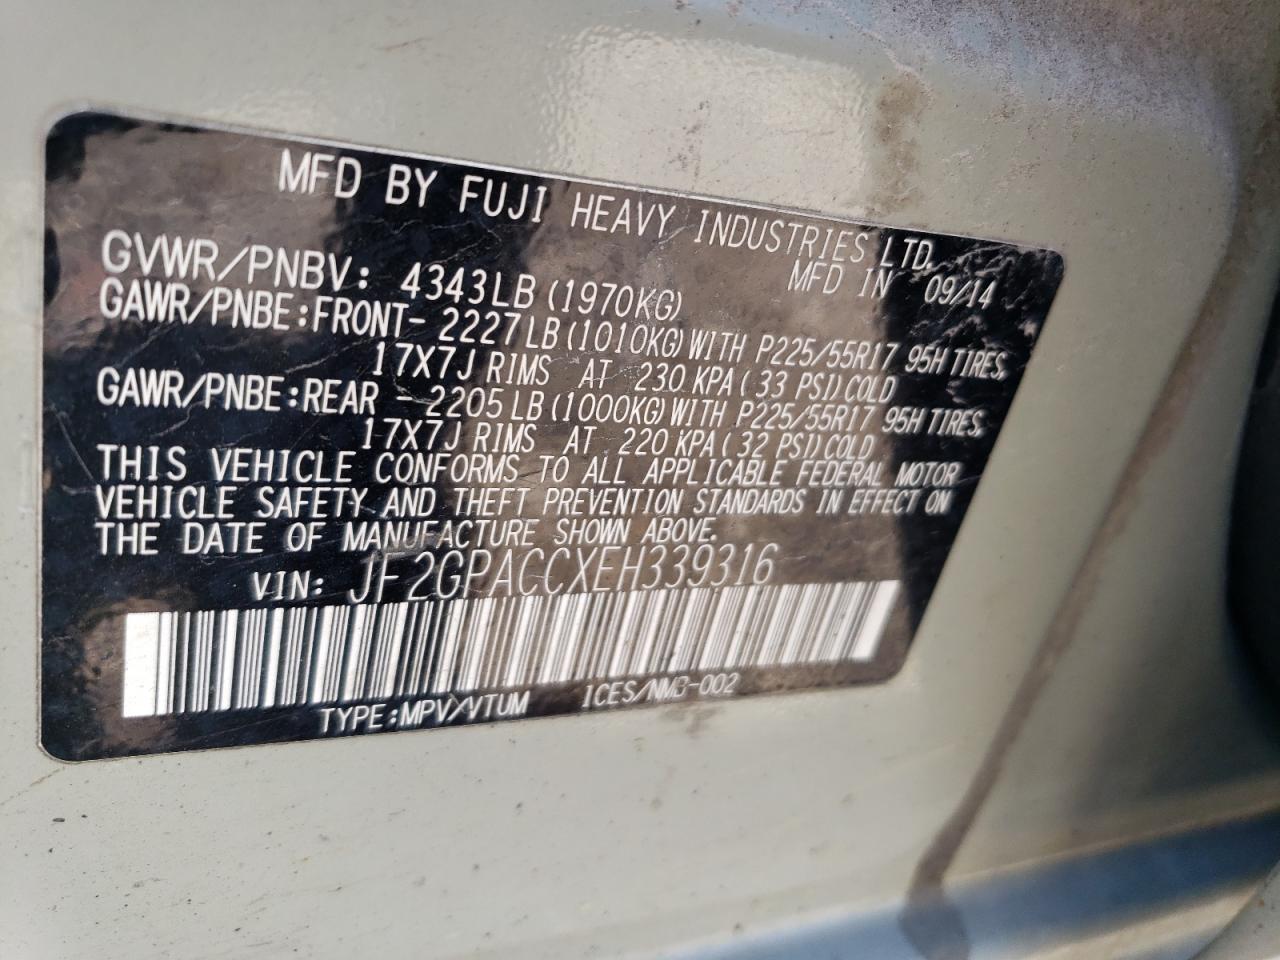 MFD BY FUJI HEAVY INDUSTRIES LTD.
MFD IN 09/14
GVWR/PNBV: 4343LB (1970KG)
GAWR/PNBE:FRONT- 2227LB (1010KG) WITH P225/55R17 95H TIRES,
17X7J RIMS AT 230 KPA (33 PSI) COLD
GAWR/PNBE:REAR - 2205LB (1000KG) WITH P225/55R17 95H TIRES,
17X7J RIMS AT 220 KPA (32 PSI) COLD
THIS VEHICLE CONFORMS TO ALL APPLICABLE FEDERAL MOTOR
VEHICLE SAFETY AND THEFT PREVENTION STANDARDS IN EFFECT ON
THE DATE OF MANUFACTURE SHOWN ABOVE.
VIN: JF2GPACCXEH339316
TYPE:MPV/VTUM ICES/NMB-002